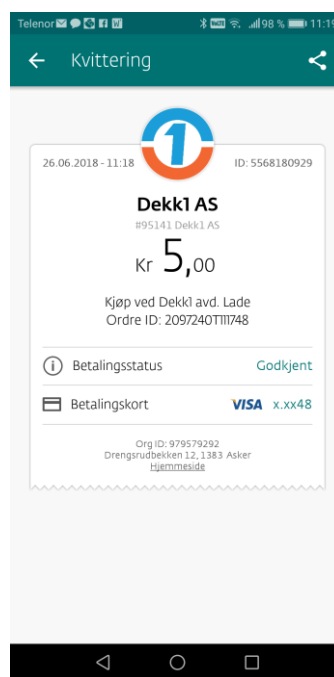 Telenor 98 % 11:19
Kvittering
26.06.2018 - 11:18 ID: 5568180929
1
Dekk1 AS
#95141 Dekk1 AS
Kr 5,00
Kjøp ved Dekk1 avd. Lade
Ordre ID: 2097240T111748
Betalingsstatus Godkjent
Betalingskort VISA x.xx48
Org ID: 979579292
Drengsrudbekken 12, 1383 Asker
Hjemmeside